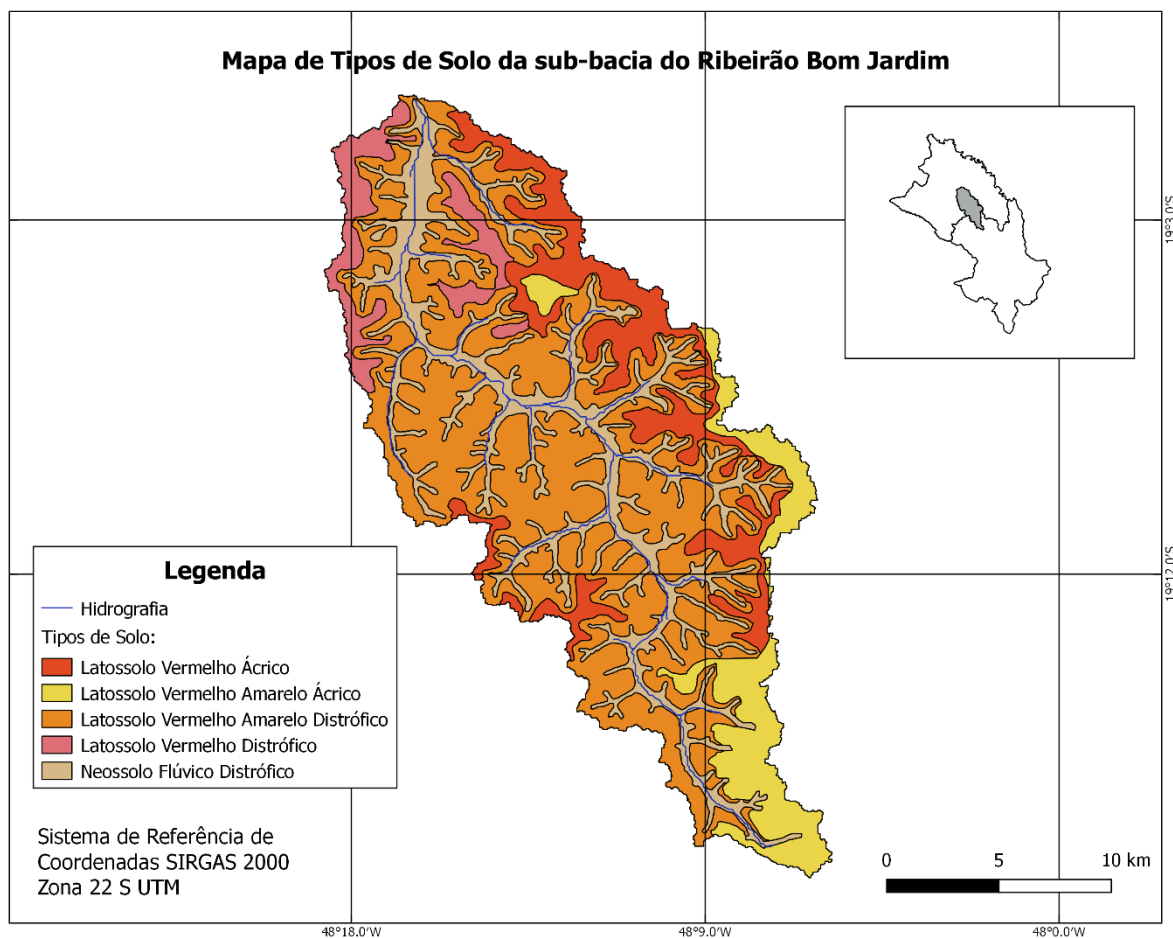 Mapa de Tipos de Solo da sub-bacia do Ribeirão Bom Jardim
19°3.0'S
19°12.0'S
Legenda
Hidrografia
Tipos de Solo:
Latossolo Vermelho Ácrico
Latossolo Vermelho Amarelo Ácrico
Latossolo Vermelho Amarelo Distrófico
Latossolo Vermelho Distrófico
Neossolo Flúvico Distrófico
Sistema de Referência de
Coordenadas SIRGAS 2000
Zona 22 S UTM
0 5 10 km
48°18.0'W 48°9.0'W 48°0.0'W